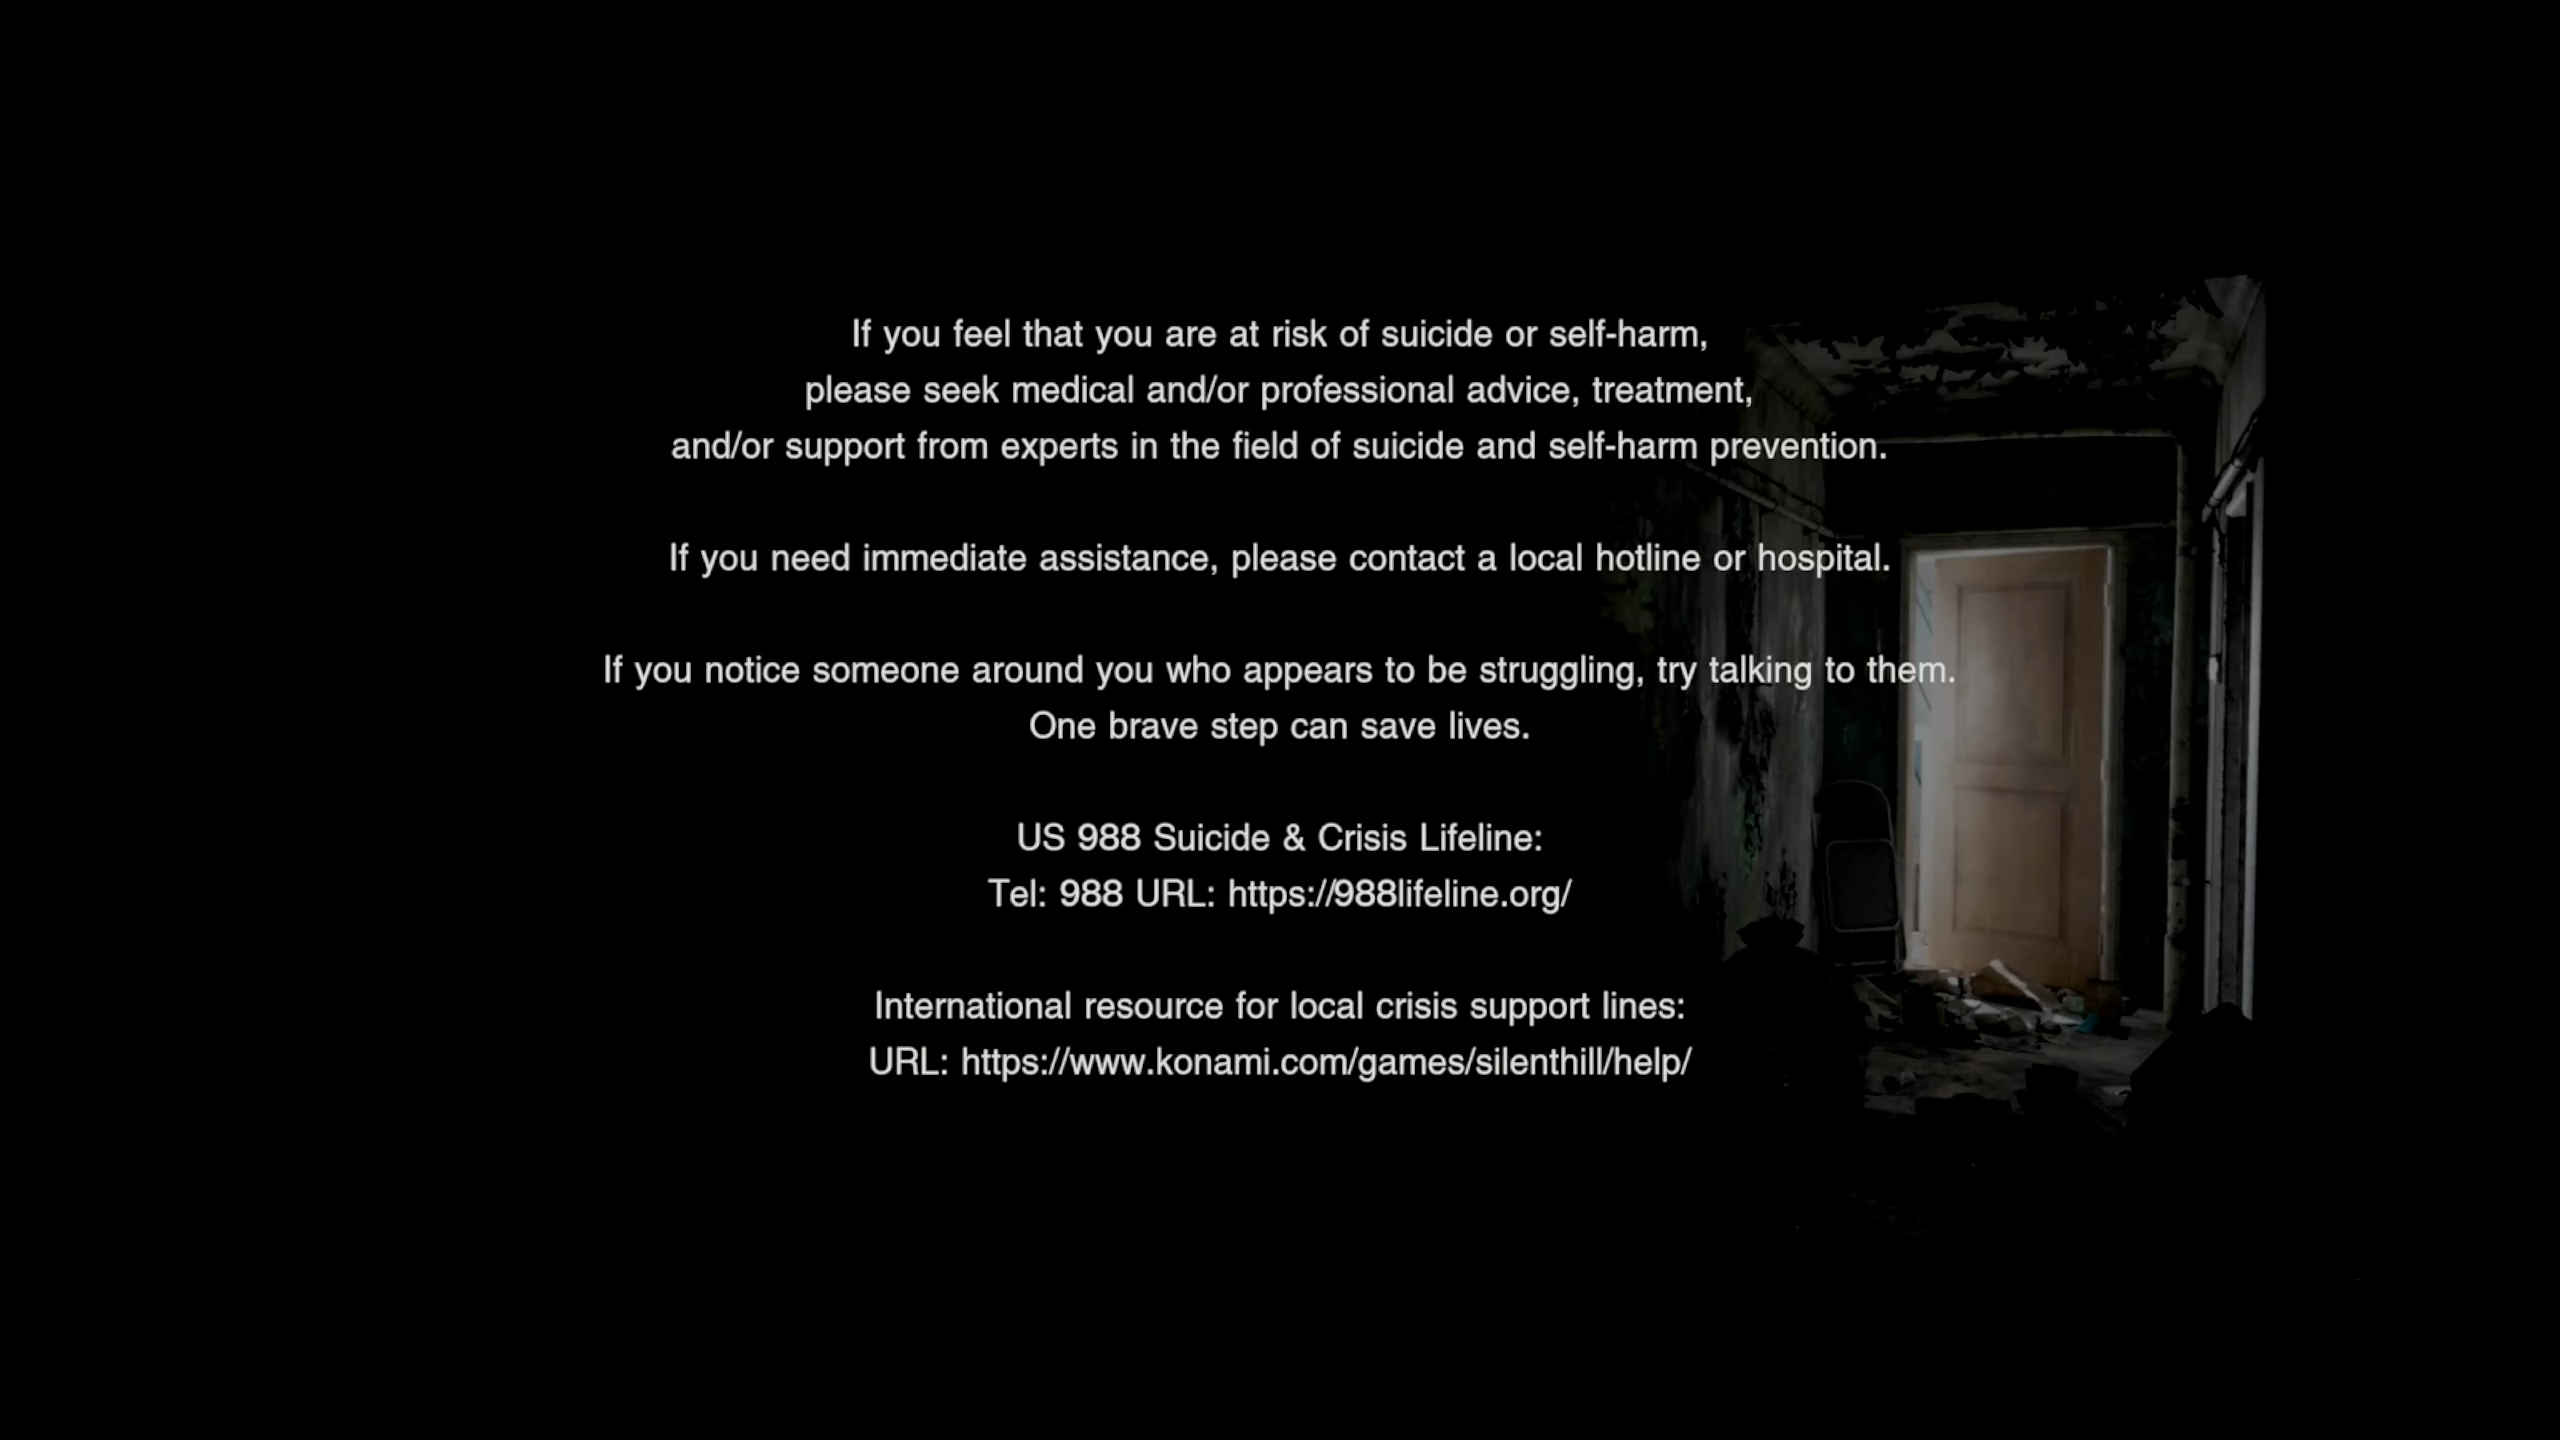 If you feel that you are at risk of suicide or self-harm,
please seek medical and/or professional advice, treatment,
and/or support from experts in the field of suicide and self-harm prevention.
If you need immediate assistance, please contact a local hotline or hospital.
If you notice someone around you who appears to be struggling, try talking to them.
One brave step can save lives.
US 988 Suicide & Crisis Lifeline:
Tel: 988 URL: https://988lifeline.org/
International resource for local crisis support lines:
URL: https://www.konami.com/games/silenthill/help/